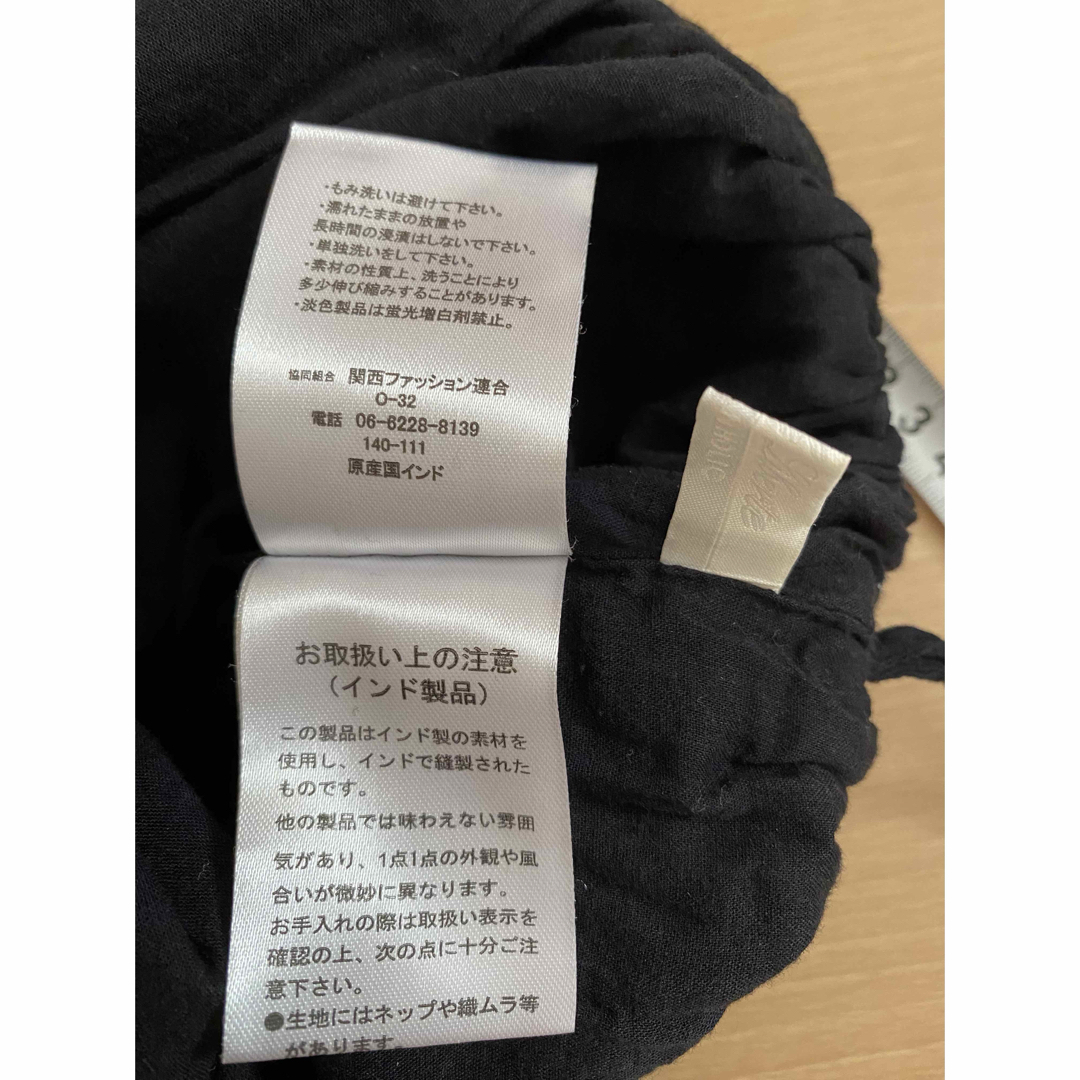 ・もみ洗いは避けて下さい。
・濡れたままの放置や
長時間の浸漬はしないで下さい。
・単独洗いをして下さい。
・素材の性質上、洗うことにより
多少伸び縮みすることがあります。
・淡色製品は蛍光増白剤禁止。
協同組合 関西ファッション連合
O-32
電話 06-6228-8139
140-111
原産国インド
お取扱い上の注意
（インド製品）
この製品はインド製の素材を
使用し、インドで縫製された
ものです。
他の製品では味わえない雰囲
気があり、1点1点の外観や風
合いが微妙に異なります。
お手入れの際は取扱い表示を
確認の上、次の点に十分ご注
意下さい。
●生地にはネップや織ムラ等
があります。
3